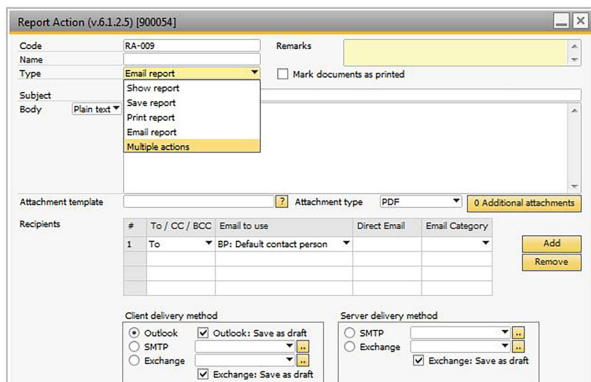 Report Action (v.6.1.2.5) [900054]
Code RA-009 Remarks
Name
Type Email report Mark documents as printed
Show report
Subject
Save report
Body Plain text
Print report
Email report
Multiple actions
Attachment template ? Attachment type PDF 0 Additional attachments
Recipients # To / CC / BCC Email to use Direct Email Email Category
1 To BP: Default contact person Add
Remove
Client delivery method Server delivery method
Outlook Outlook: Save as draft SMTP ..
SMTP .. Exchange ..
Exchange .. Exchange: Save as draft
Exchange: Save as draft